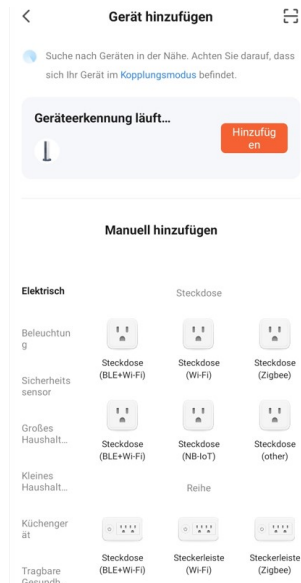 Gerät hinzufügen
Suche nach Geräten in der Nähe. Achten Sie darauf, dass
sich Ihr Gerät im Kopplungsmodus befindet.
Geräteerkennung läuft...
Hinzufüg
en
Manuell hinzufügen
Elektrisch
Steckdose
Beleuchtun
g
Steckdose
(BLE+Wi-Fi)
Steckdose
(Wi-Fi)
Steckdose
(Zigbee)
Sicherheits
sensor
Großes
Haushalt...
Steckdose
(BLE+Wi-Fi)
Steckdose
(NB-IoT)
Steckdose
(other)
Kleines
Haushalt...
Reihe
Küchenger
ät
Steckdose
(BLE+Wi-Fi)
Steckerleiste
(Wi-Fi)
Steckerleiste
(Zigbee)
Tragbare
Gesundh